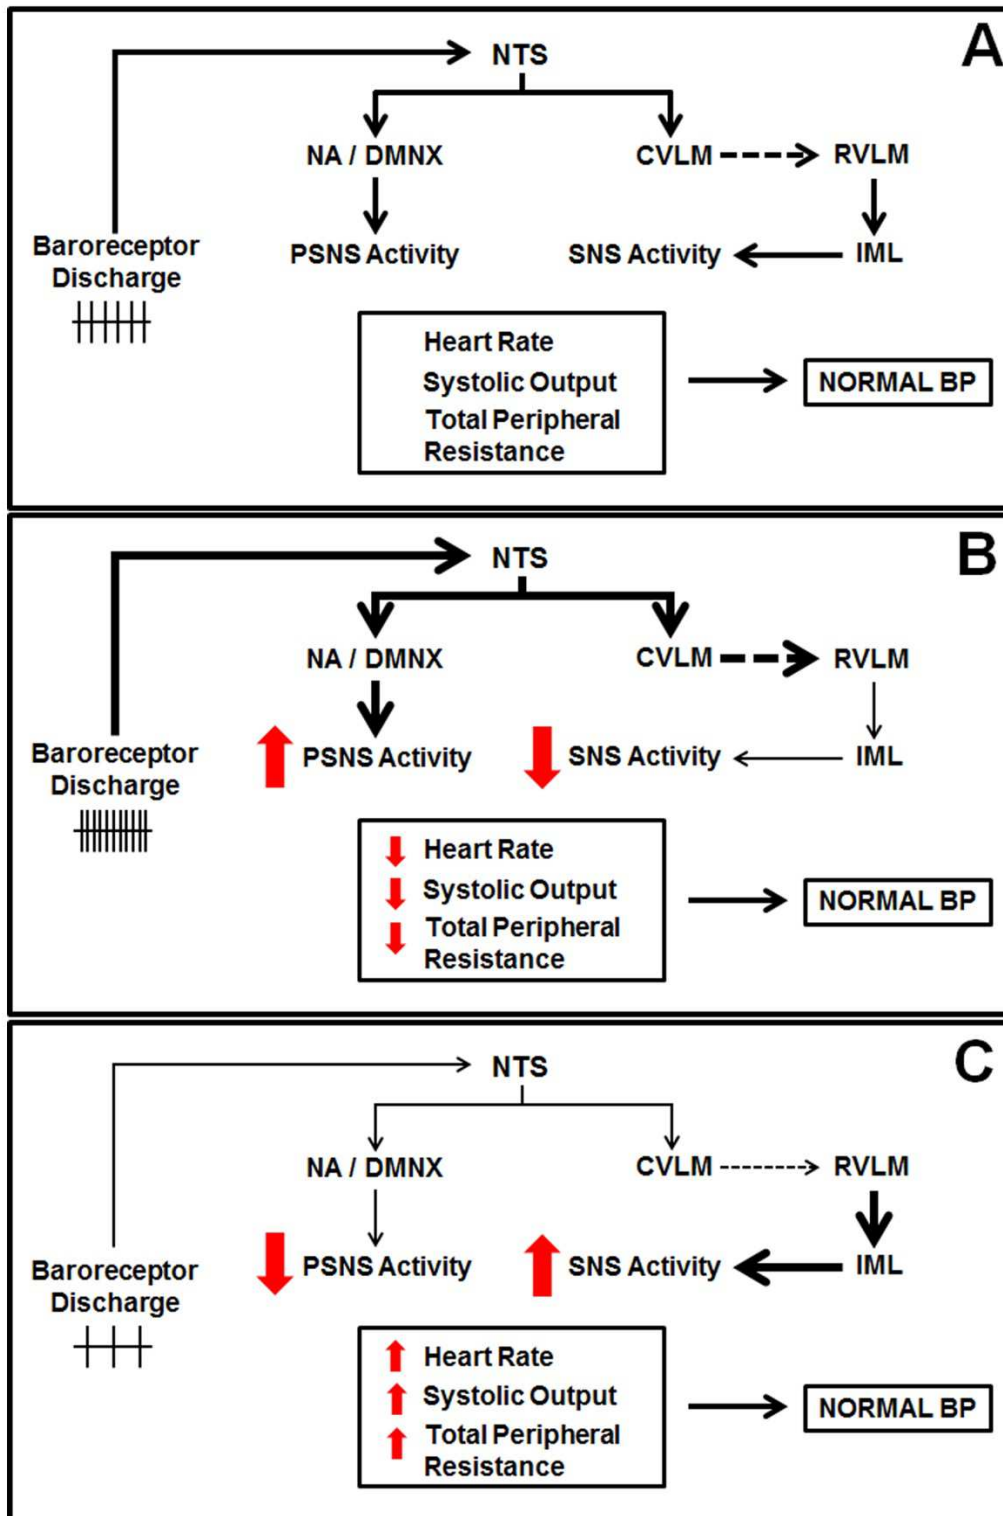 A
NTS
NA / DMNX
CVLM
RVLM
Baroreceptor
Discharge
PSNS Activity
SNS Activity
IML
Heart Rate
Systolic Output
Total Peripheral
Resistance
NORMAL BP
B
NTS
NA / DMNX
CVLM
RVLM
Baroreceptor
Discharge
PSNS Activity
SNS Activity
IML
Heart Rate
Systolic Output
Total Peripheral
Resistance
NORMAL BP
C
NTS
NA / DMNX
CVLM
RVLM
Baroreceptor
Discharge
PSNS Activity
SNS Activity
IML
Heart Rate
Systolic Output
Total Peripheral
Resistance
NORMAL BP